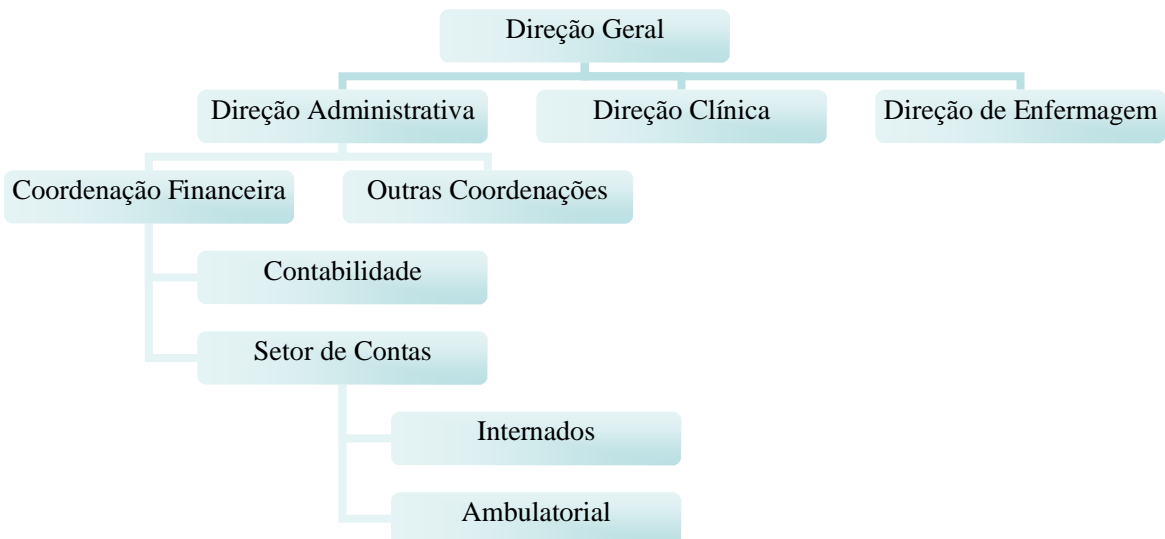 Direção Geral
Direção Administrativa
Direção Clínica
Direção de Enfermagem
Coordenação Financeira
Outras Coordenações
Contabilidade
Setor de Contas
Internados
Ambulatorial